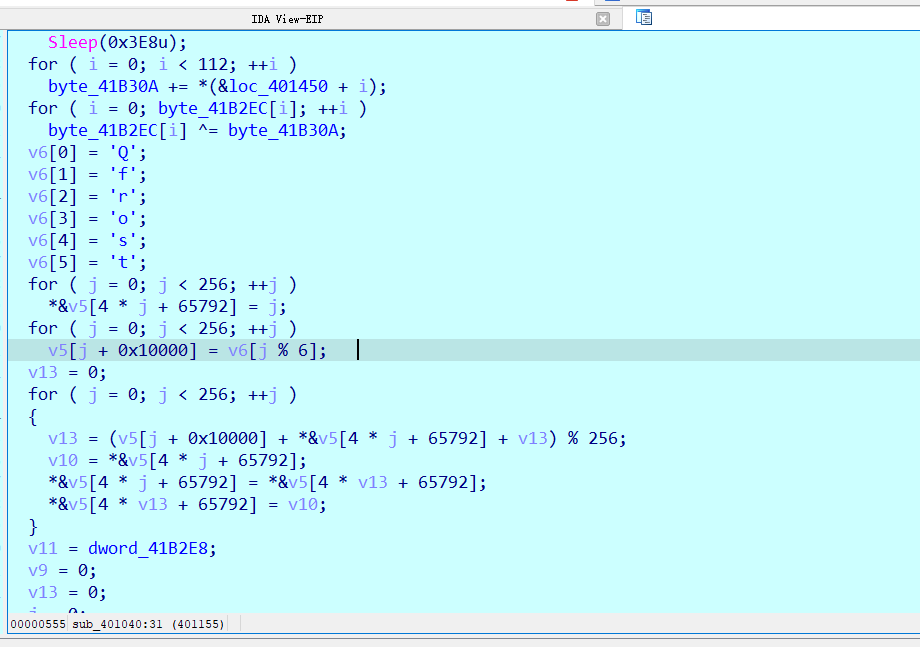 IDA View-EIP
Sleep(0x3E8u);
for ( i = 0; i < 112; ++i )
byte_41B30A += *(&loc_401450 + i);
for ( i = 0; byte_41B2EC[i]; ++i )
byte_41B2EC[i] ^= byte_41B30A;
v6[0] = 'Q';
v6[1] = 'f';
v6[2] = 'r';
v6[3] = 'o';
v6[4] = 's';
v6[5] = 't';
for ( j = 0; j < 256; ++j )
*&v5[4 * j + 65792] = j;
for ( j = 0; j < 256; ++j )
v5[j + 0x10000] = v6[j % 6];
v13 = 0;
for ( j = 0; j < 256; ++j )
{
v13 = (v5[j + 0x10000] + *&v5[4 * j + 65792] + v13) % 256;
v10 = *&v5[4 * j + 65792];
*&v5[4 * j + 65792] = *&v5[4 * v13 + 65792];
*&v5[4 * v13 + 65792] = v10;
}
v11 = dword_41B2E8;
v9 = 0;
v13 = 0;
00000555 sub_401040:31 (401155)